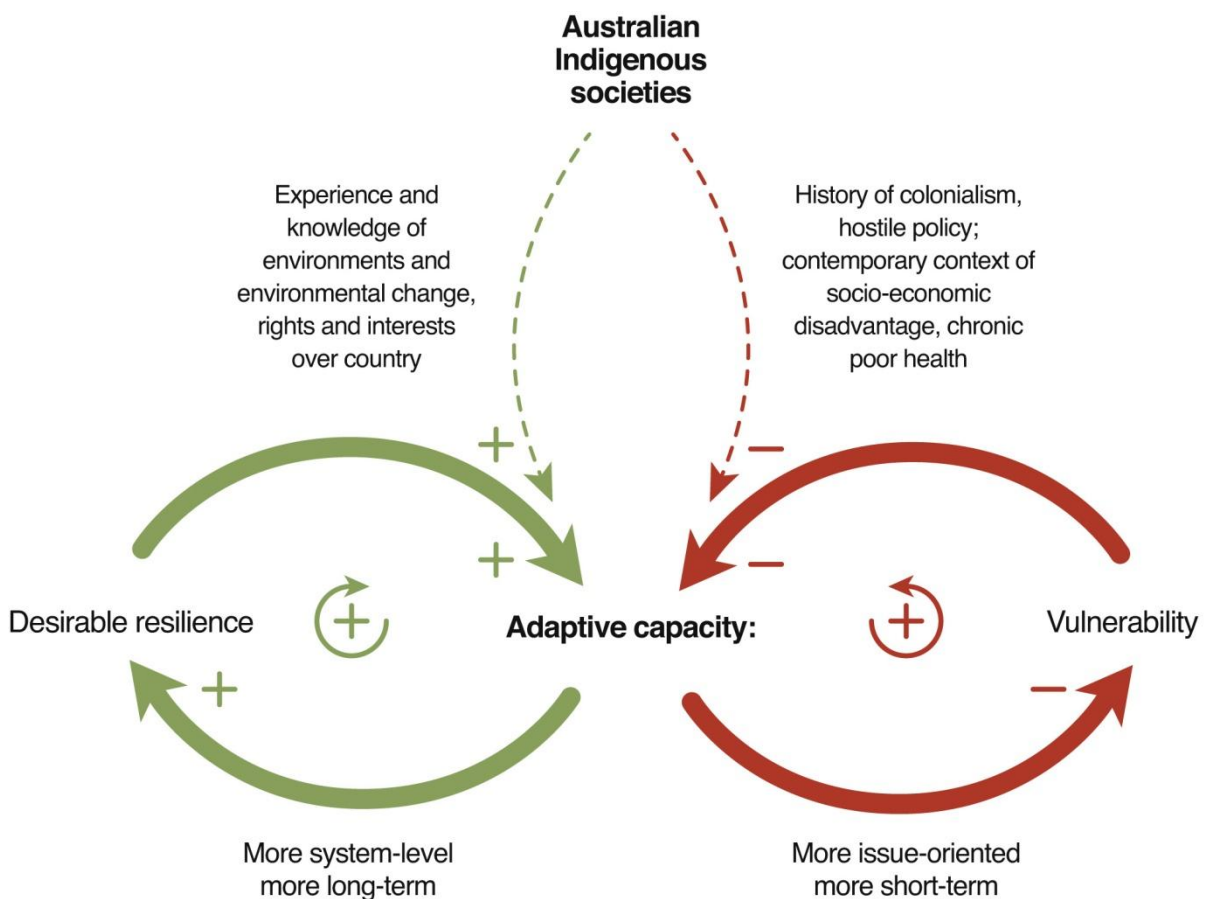 Australian
Indigenous
societies
Experience and
knowledge of
environments and
environmental change,
rights and interests
over country
History of colonialism,
hostile policy;
contemporary context of
socio-economic
disadvantage, chronic
poor health
+
−
+
−
Desirable resilience
+
Adaptive capacity:
+
Vulnerability
+
−
More system-level
more long-term
More issue-oriented
more short-term